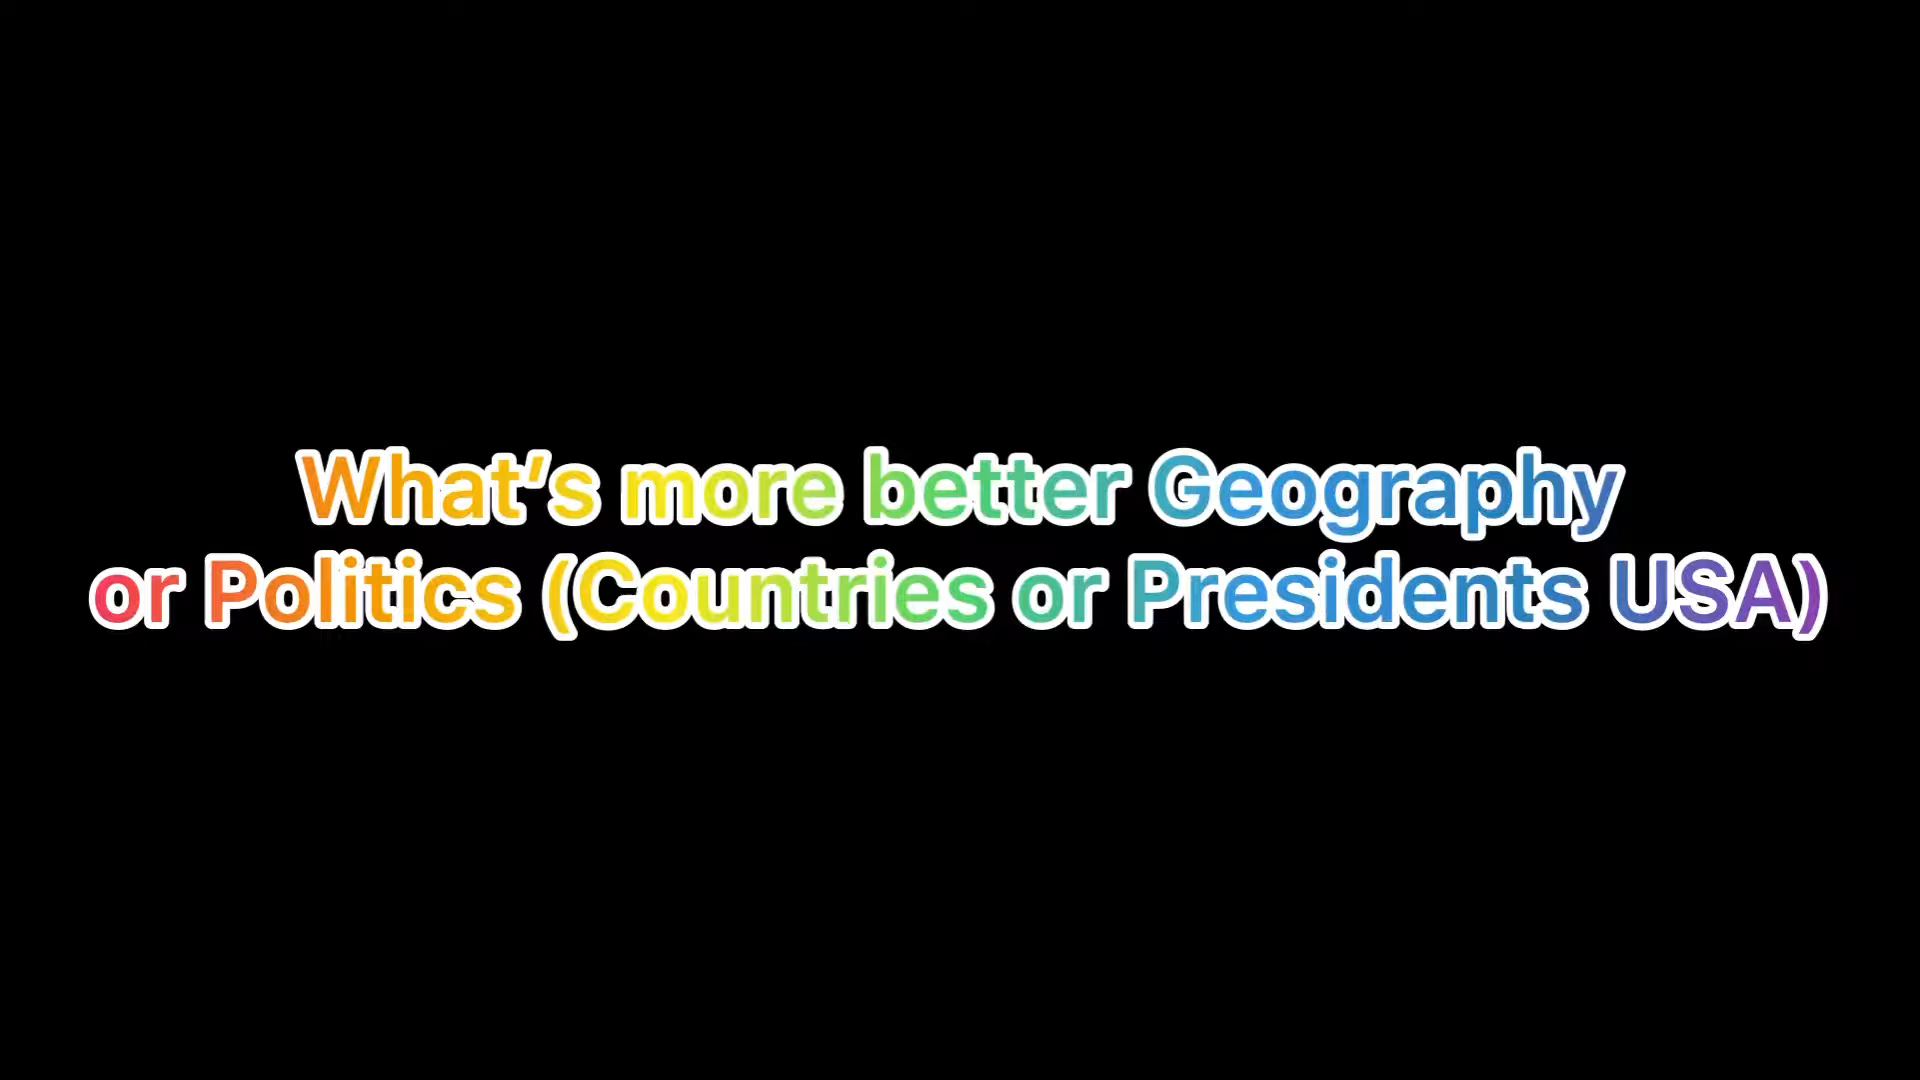 What's more better Geography
or Politics (Countries or Presidents USA)